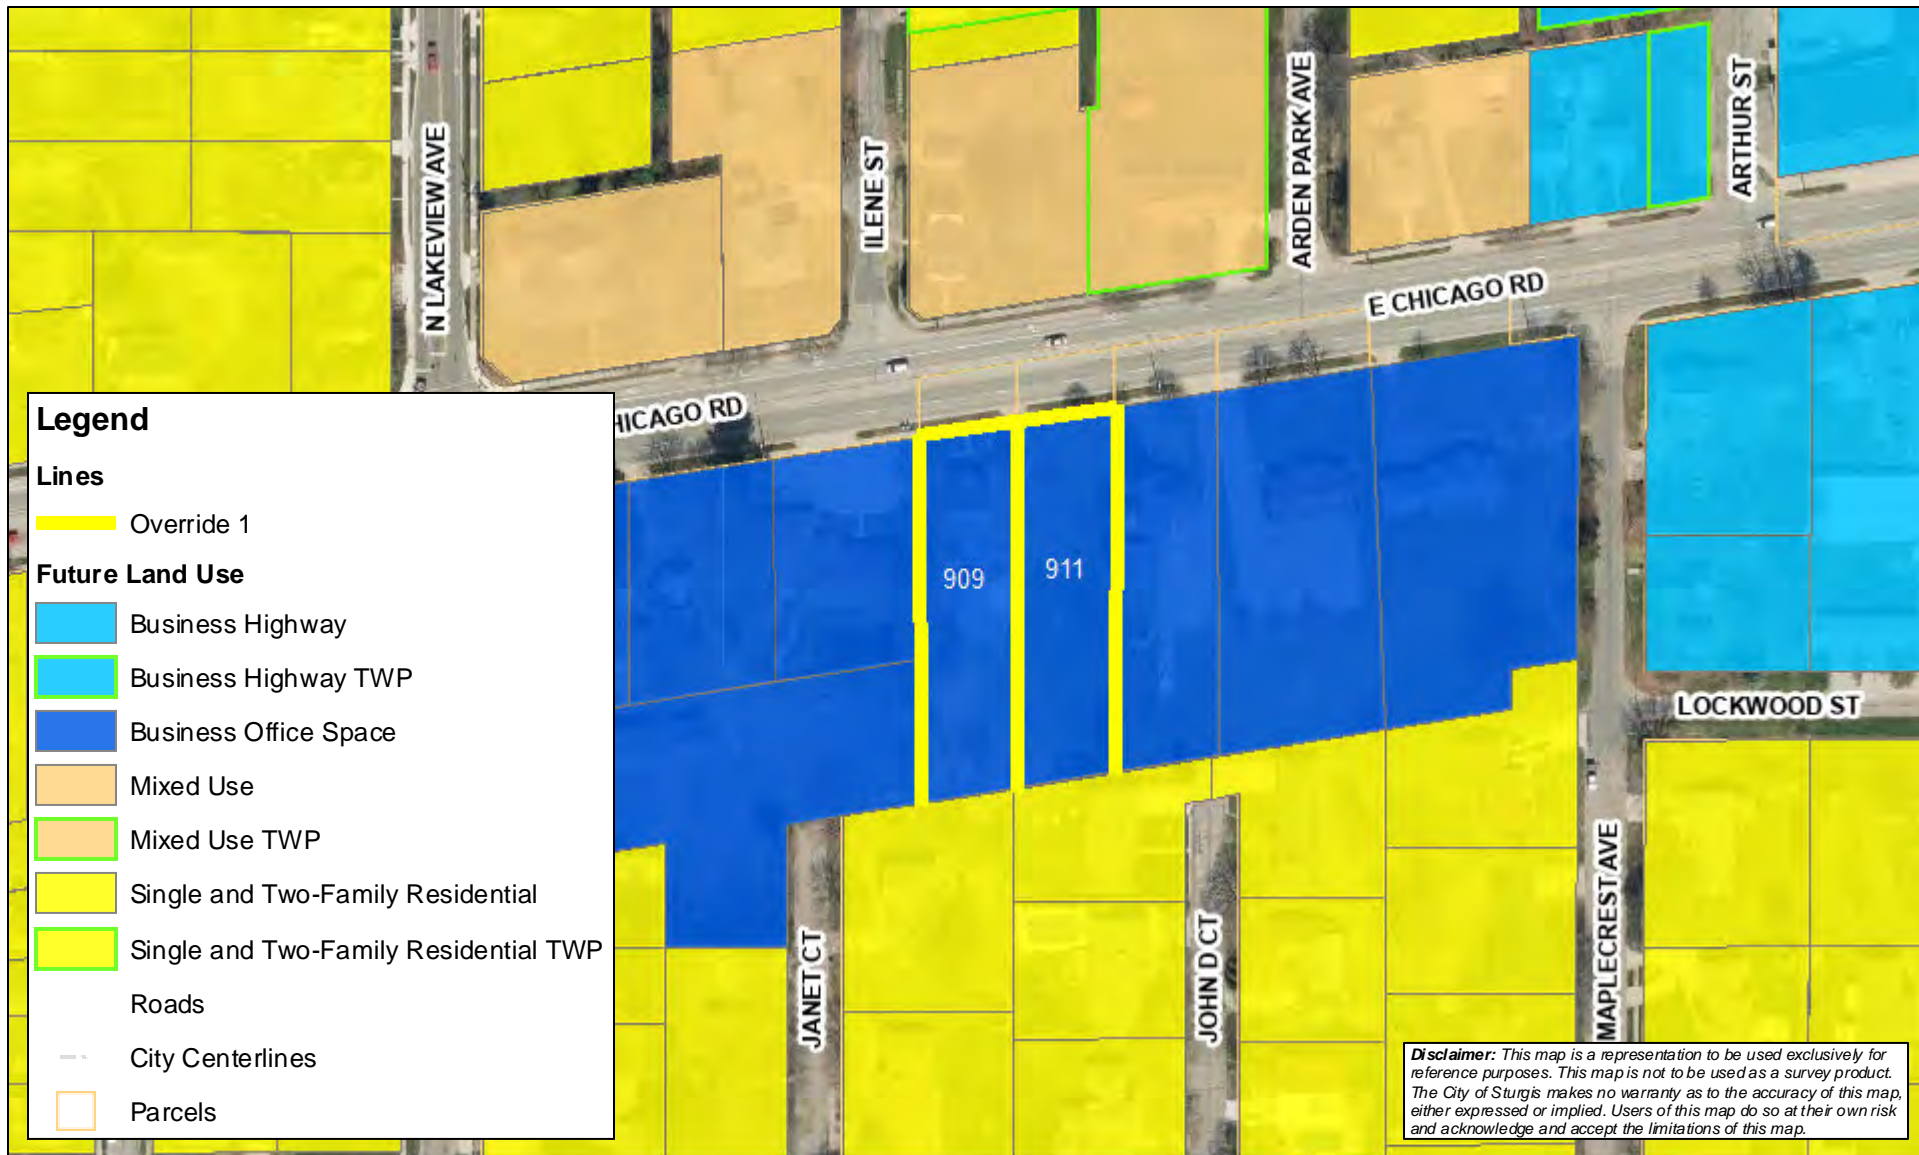 N LAKEVIEW AVE
ILENE ST
ARDEN PARK AVE
ARTHUR ST
E CHICAGO RD
HICAGO RD
909
911
LOCKWOOD ST
JANET CT
JOHN D CT
MAPLECREST AVE
Legend
Lines
Override 1
Future Land Use
Business Highway
Business Highway TWP
Business Office Space
Mixed Use
Mixed Use TWP
Single and Two-Family Residential
Single and Two-Family Residential TWP
Roads
City Centerlines
Parcels
Disclaimer: This map is a representation to be used exclusively for
reference purposes. This map is not to be used as a survey product.
The City of Sturgis makes no warranty as to the accuracy of this map,
either expressed or implied. Users of this map do so at their own risk
and acknowledge and accept the limitations of this map.